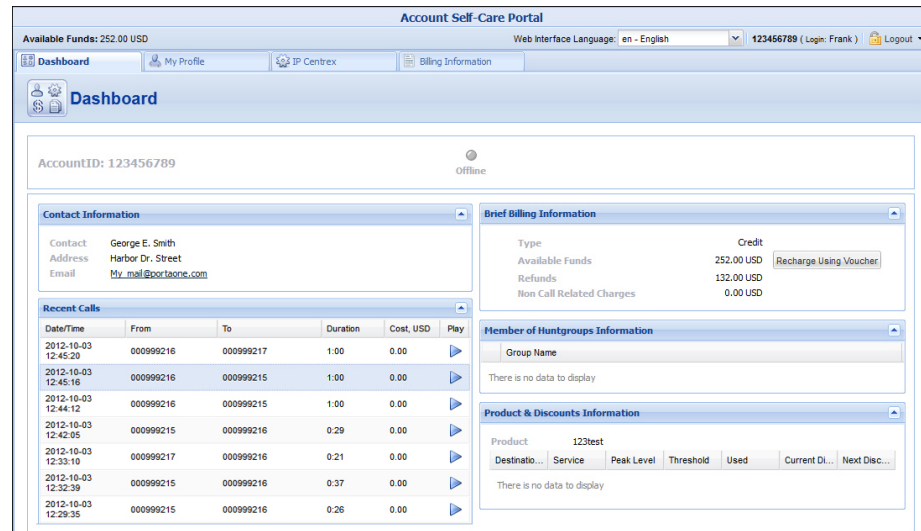 Account Self-Care Portal
Available Funds: 252.00 USD Web Interface Language: en - English 123456789 ( Login: Frank ) Logout
Dashboard My Profile IP Centrex Billing Information
Dashboard
AccountID: 123456789
Offline
Contact Information
Contact George E. Smith
Address Harbor Dr. Street
Email My_mail@portaone.com
Recent Calls
Date/Time From To Duration Cost, USD Play
2012-10-03 12:45:20 000999216 000999217 1:00 0.00
2012-10-03 12:45:16 000999216 000999215 1:00 0.00
2012-10-03 12:44:12 000999216 000999215 1:00 0.00
2012-10-03 12:42:05 000999215 000999216 0:29 0.00
2012-10-03 12:33:10 000999217 000999216 0:21 0.00
2012-10-03 12:32:39 000999215 000999216 0:37 0.00
2012-10-03 12:29:35 000999215 000999216 0:26 0.00
Brief Billing Information
Type Credit
Available Funds 252.00 USD Recharge Using Voucher
Refunds 132.00 USD
Non Call Related Charges 0.00 USD
Member of Huntgroups Information
Group Name
There is no data to display
Product & Discounts Information
Product 123test
Destinatio... Service Peak Level Threshold Used Current Di... Next Disc...
There is no data to display